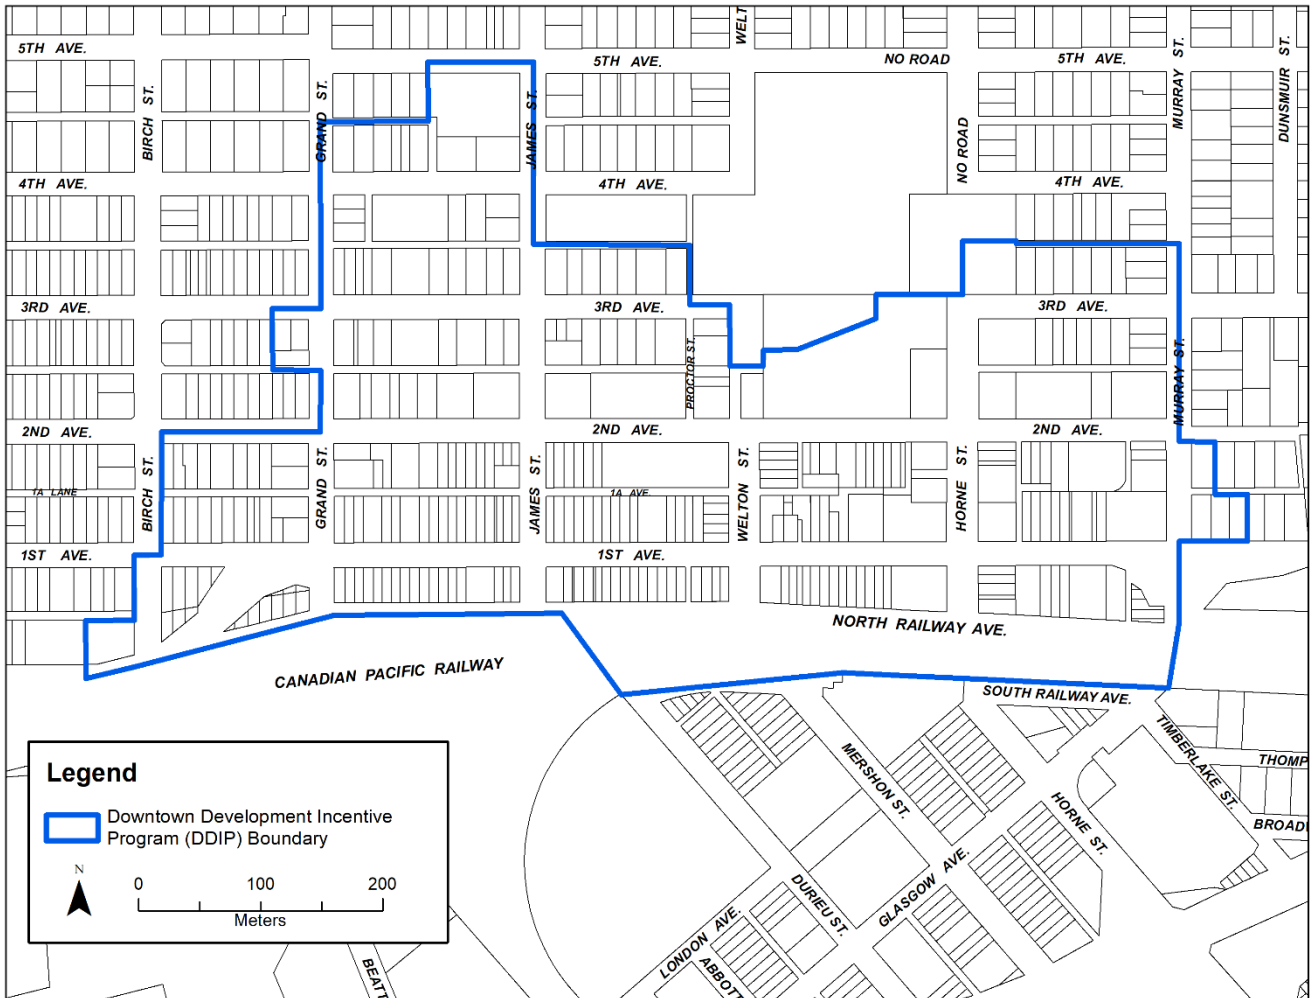 WELT
5TH AVE.
5TH AVE.
NO ROAD
5TH AVE.
MURRAY ST.
DUNSMUIR ST.
BIRCH ST.
GRAND ST.
JAMES ST.
NO ROAD
4TH AVE.
4TH AVE.
4TH AVE.
3RD AVE.
3RD AVE.
3RD AVE.
PROCTOR ST.
MURRAY ST.
2ND AVE.
2ND AVE.
2ND AVE.
BIRCH ST.
GRAND ST.
JAMES ST.
WELTON ST.
HORNE ST.
1A LANE
1A AVE.
1ST AVE.
1ST AVE.
NORTH RAILWAY AVE.
CANADIAN PACIFIC RAILWAY
SOUTH RAILWAY AVE.
TIMBERLAKE ST.
THOMP
MERSHON ST.
HORNE ST.
BROADW
DURIEU ST.
GLASGOW AVE.
LONDON AVE.
ABBOTT
BEATT
Legend
Downtown Development Incentive
Program (DDIP) Boundary
N
0 100 200
Meters